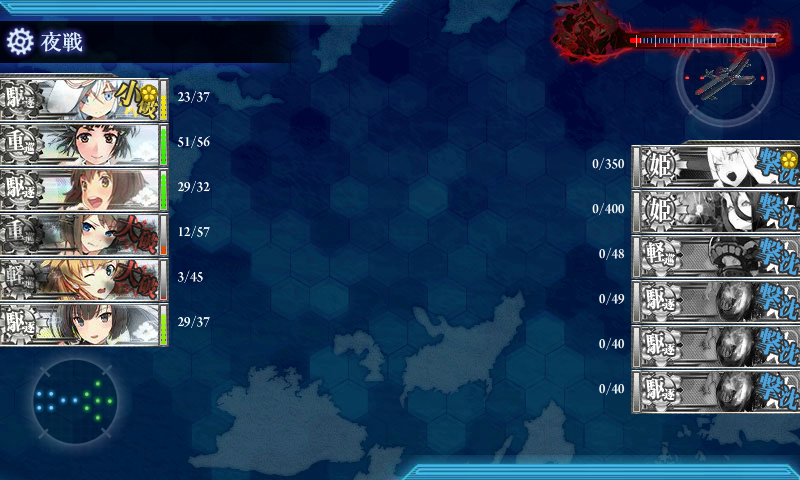 夜戦
駆逐 小破 23/37
重巡 51/56
駆逐 29/32
重巡 大破 12/57
軽巡 大破 3/45
駆逐 29/37
姫 撃沈 0/350
姫 撃沈 0/400
軽巡 撃沈 0/48
駆逐 撃沈 0/49
駆逐 撃沈 0/40
駆逐 撃沈 0/40